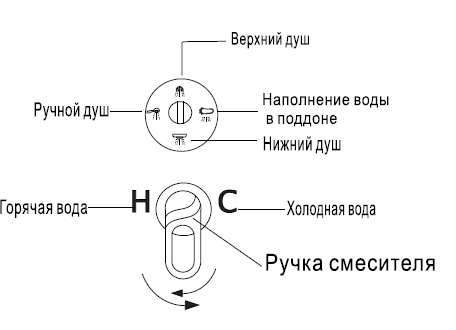 Верхний душ
Ручной душ
Наполнение воды
в поддоне
Нижний душ
Горячая вода
H
C
Холодная вода
Ручка смесителя